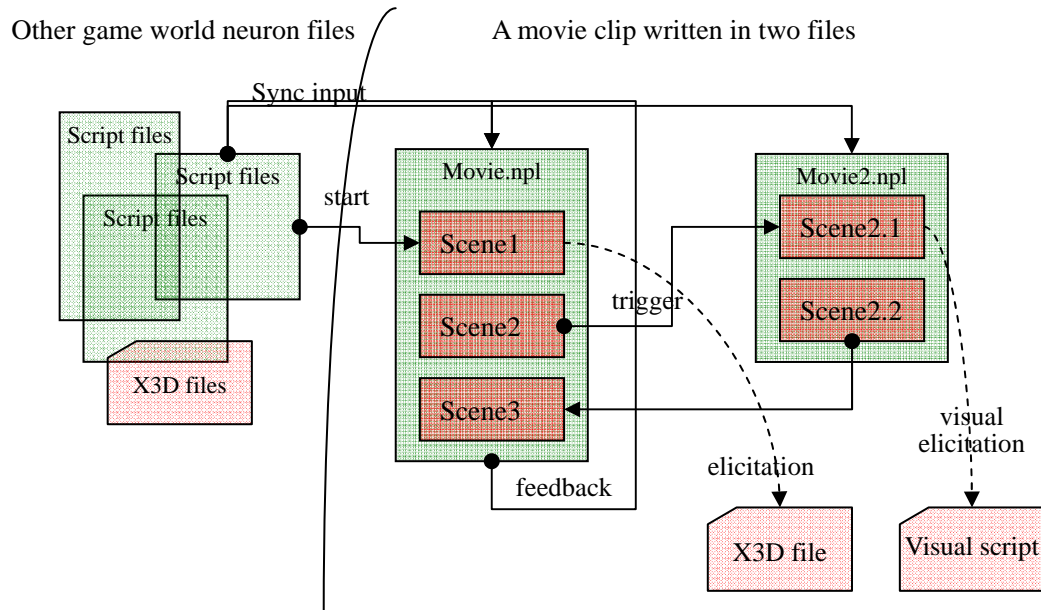 Other game world neuron files
A movie clip written in two files
Sync input
Script files
Script files
Script files
start
Movie.npl
Scene1
Scene2
Scene3
trigger
Movie2.npl
Scene2.1
Scene2.2
X3D files
feedback
elicitation
visual
elicitation
X3D file
Visual script